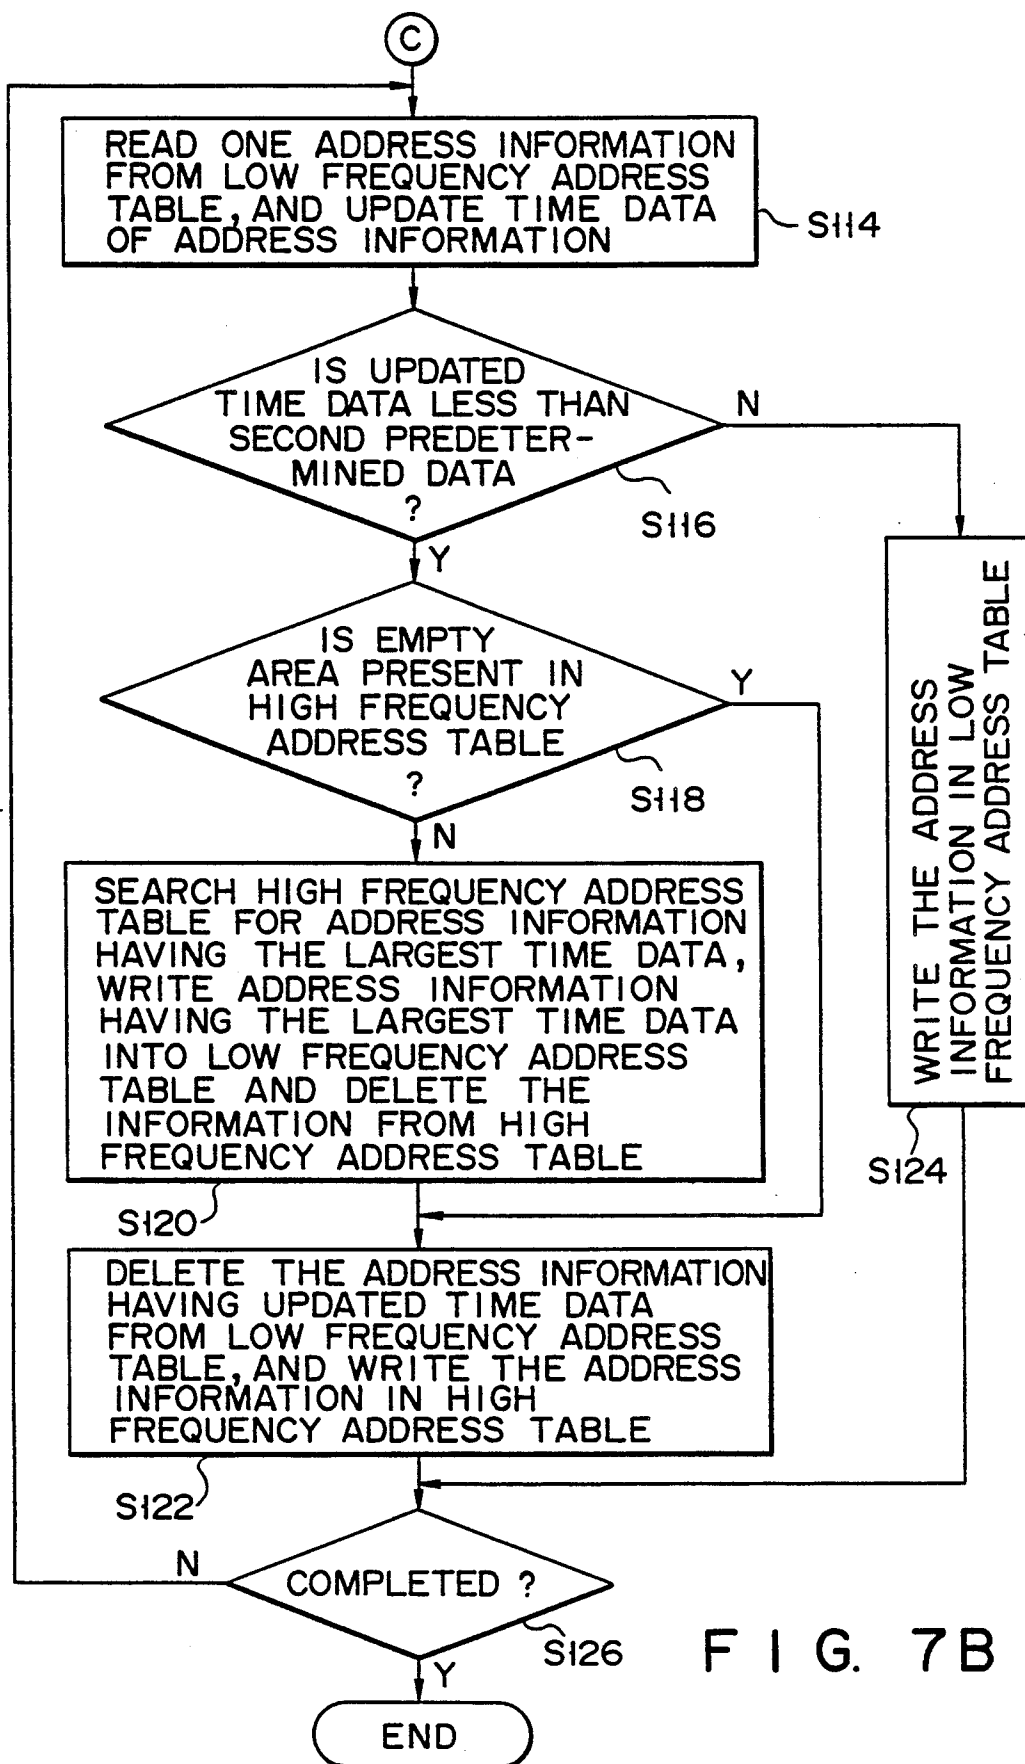 C
READ ONE ADDRESS INFORMATION
FROM LOW FREQUENCY ADDRESS
TABLE, AND UPDATE TIME DATA
OF ADDRESS INFORMATION
S114
IS UPDATED
TIME DATA LESS THAN
SECOND PREDETER-
MINED DATA
?
N
S116
Y
IS EMPTY
AREA PRESENT IN
HIGH FREQUENCY
ADDRESS TABLE
?
Y
S118
N
WRITE THE ADDRESS
INFORMATION IN LOW
FREQUENCY ADDRESS TABLE
S124
SEARCH HIGH FREQUENCY ADDRESS
TABLE FOR ADDRESS INFORMATION
HAVING THE LARGEST TIME DATA,
WRITE ADDRESS INFORMATION
HAVING THE LARGEST TIME DATA
INTO LOW FREQUENCY ADDRESS
TABLE AND DELETE THE
INFORMATION FROM HIGH
FREQUENCY ADDRESS TABLE
S120
DELETE THE ADDRESS INFORMATION
HAVING UPDATED TIME DATA
FROM LOW FREQUENCY ADDRESS
TABLE, AND WRITE THE ADDRESS
INFORMATION IN HIGH
FREQUENCY ADDRESS TABLE
S122
N
COMPLETED ?
S126
Y
END
FIG. 7B